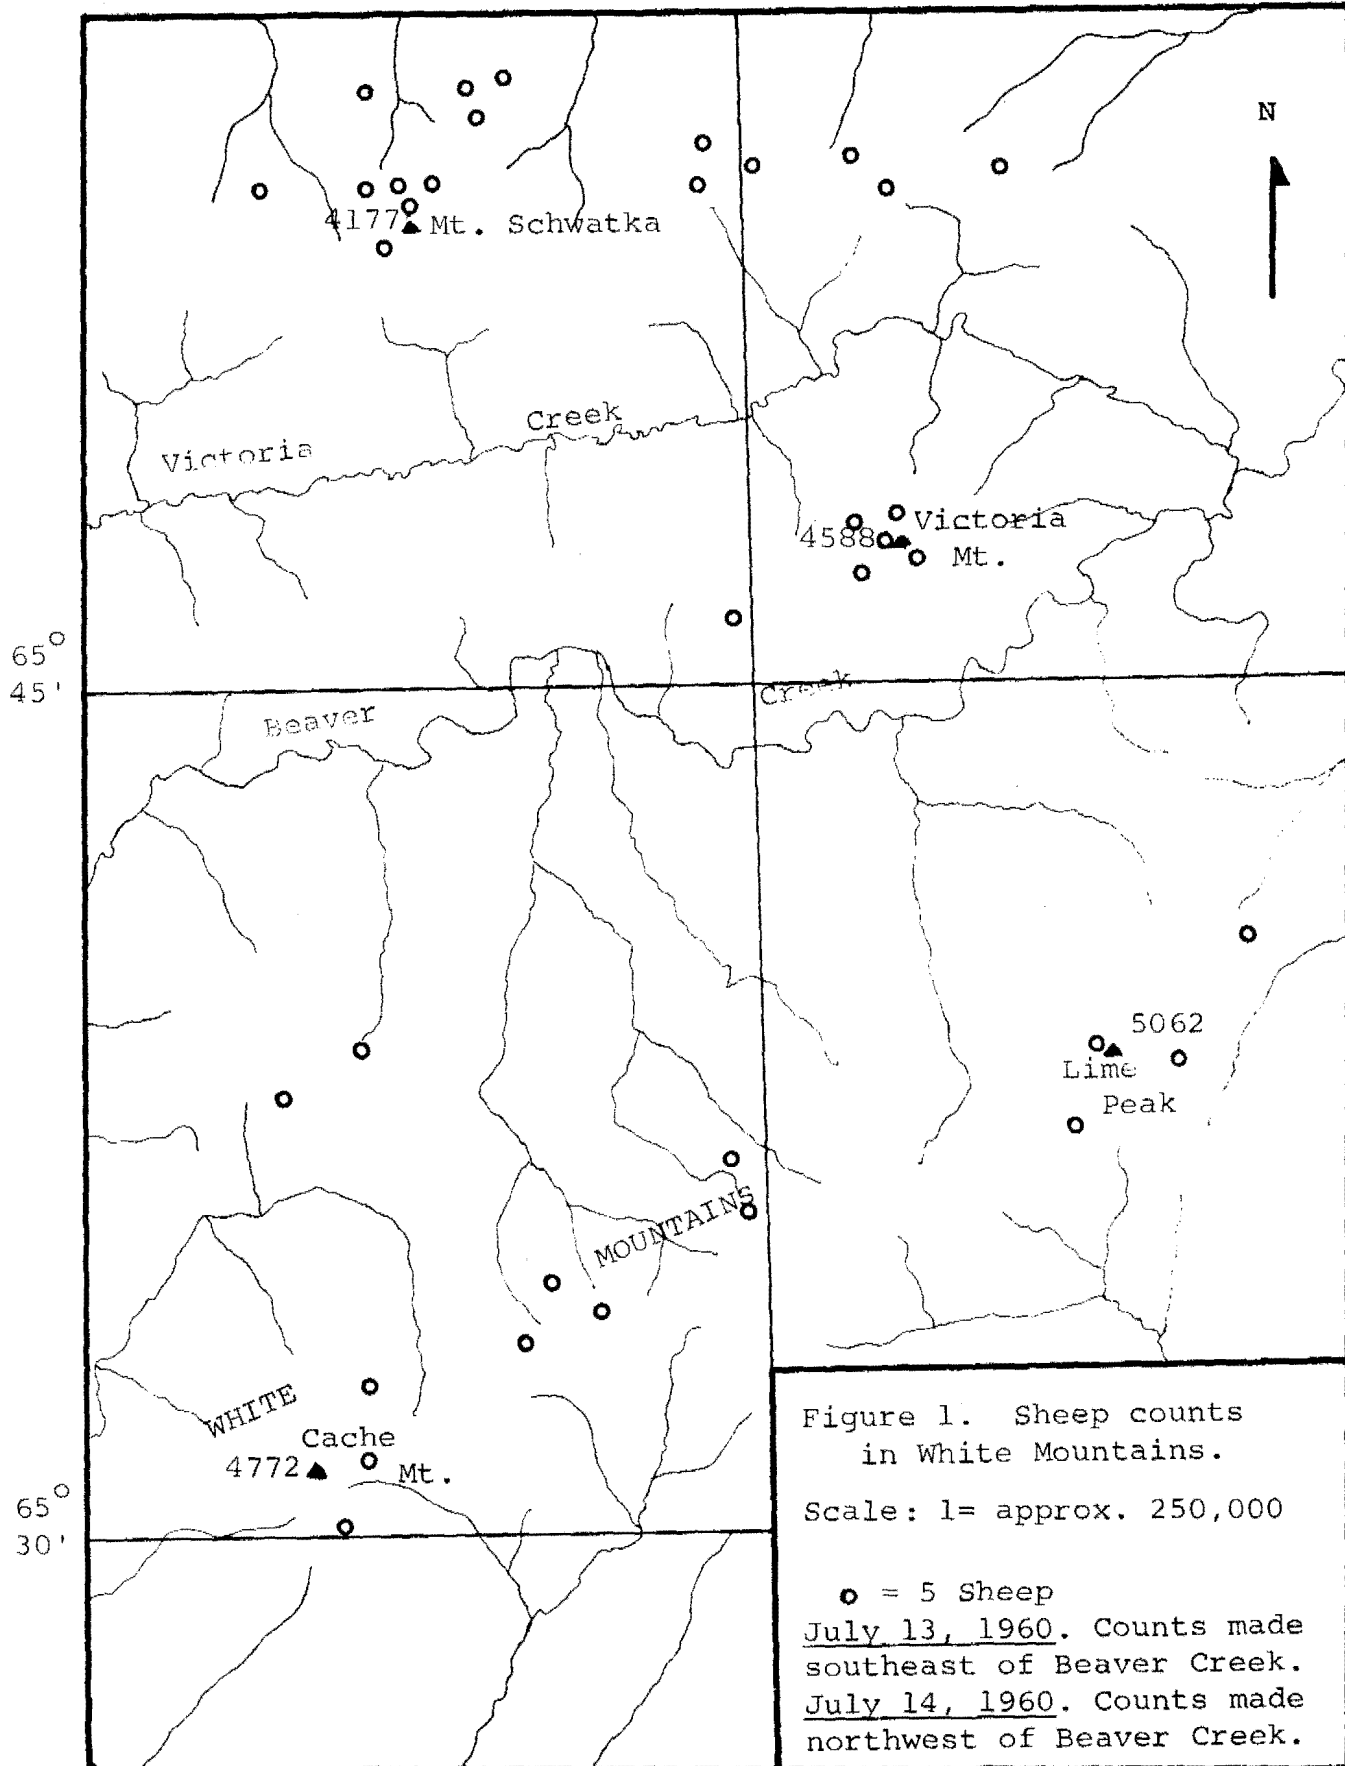 N
4177 Mt. Schwatka
Creek
Victoria
Victoria
4588
Mt.
65°
45'
Creek
Beaver
5062
Lime
Peak
MOUNTAINS
WHITE
Cache
4772 Mt.
65°
30'
Figure 1. Sheep counts
in White Mountains.
Scale: 1= approx. 250,000
o = 5 Sheep
July 13, 1960. Counts made
southeast of Beaver Creek.
July 14, 1960. Counts made
northwest of Beaver Creek.